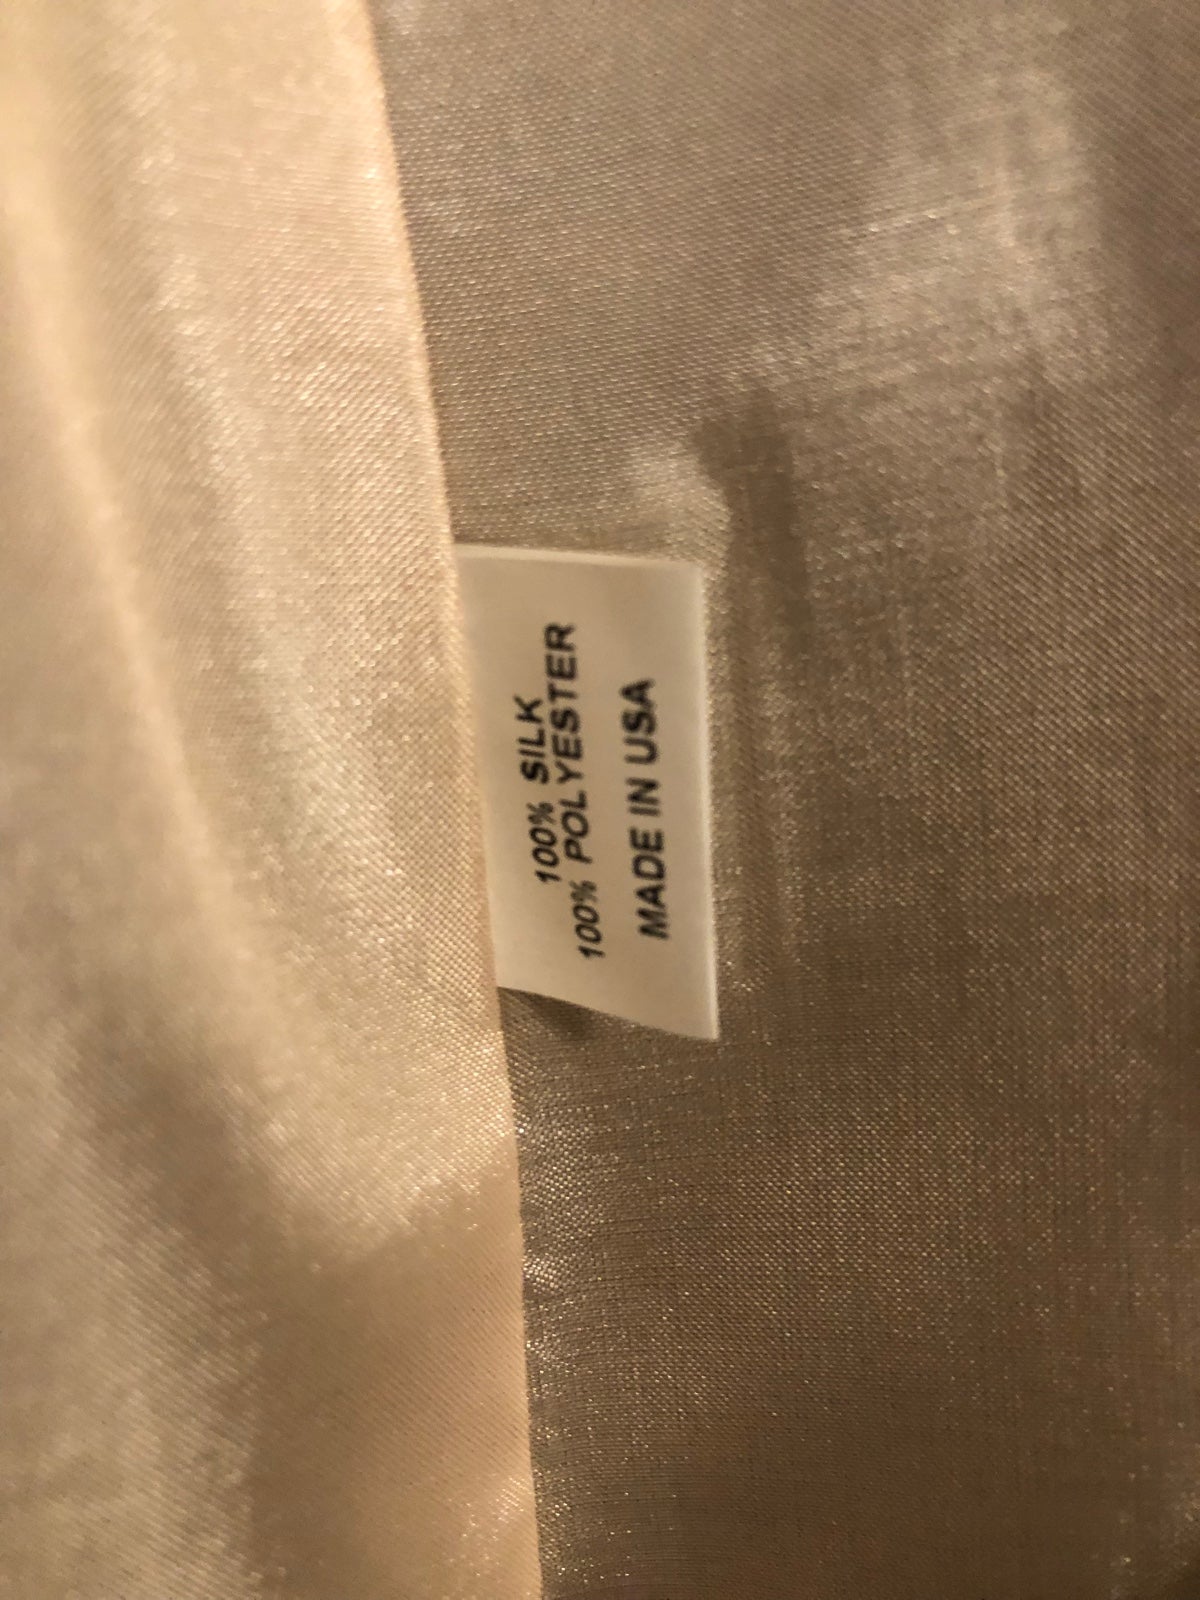 100% SILK
100% POLYESTER
MADE IN USA